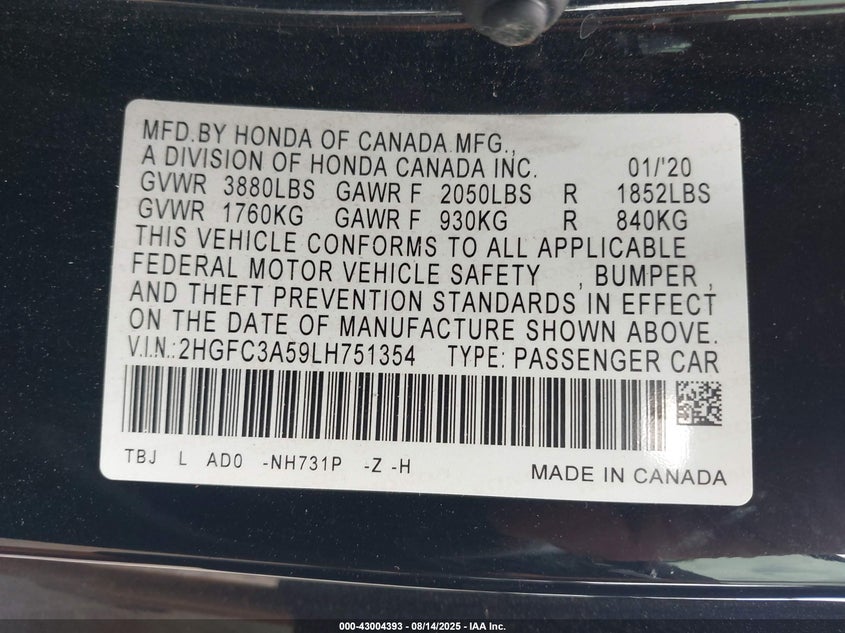 MFD.BY HONDA OF CANADA MFG.,
A DIVISION OF HONDA CANADA INC. 01/'20
GVWR 3880LBS GAWR F 2050LBS R 1852LBS
GVWR 1760KG GAWR F 930KG R 840KG
THIS VEHICLE CONFORMS TO ALL APPLICABLE
FEDERAL MOTOR VEHICLE SAFETY , BUMPER ,
AND THEFT PREVENTION STANDARDS IN EFFECT
ON THE DATE OF MANUFACTURE SHOWN ABOVE.
V.I.N.:2HGFC3A59LH751354 TYPE: PASSENGER CAR
TBJ L AD0 -NH731P -Z -H MADE IN CANADA
000-43004393 - 08/14/2025 - IAA Inc.